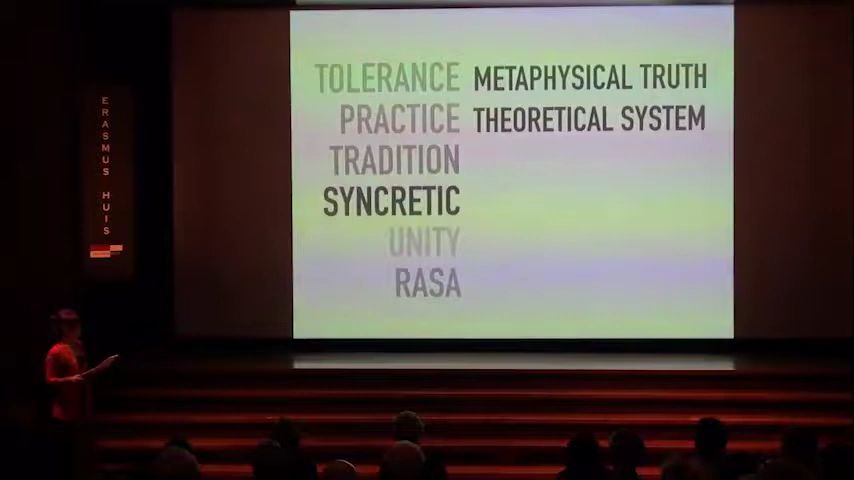 ERASMUS HUIS
TOLERANCE METAPHYSICAL TRUTH
PRACTICE THEORETICAL SYSTEM
TRADITION
SYNCRETIC
UNITY
RASA